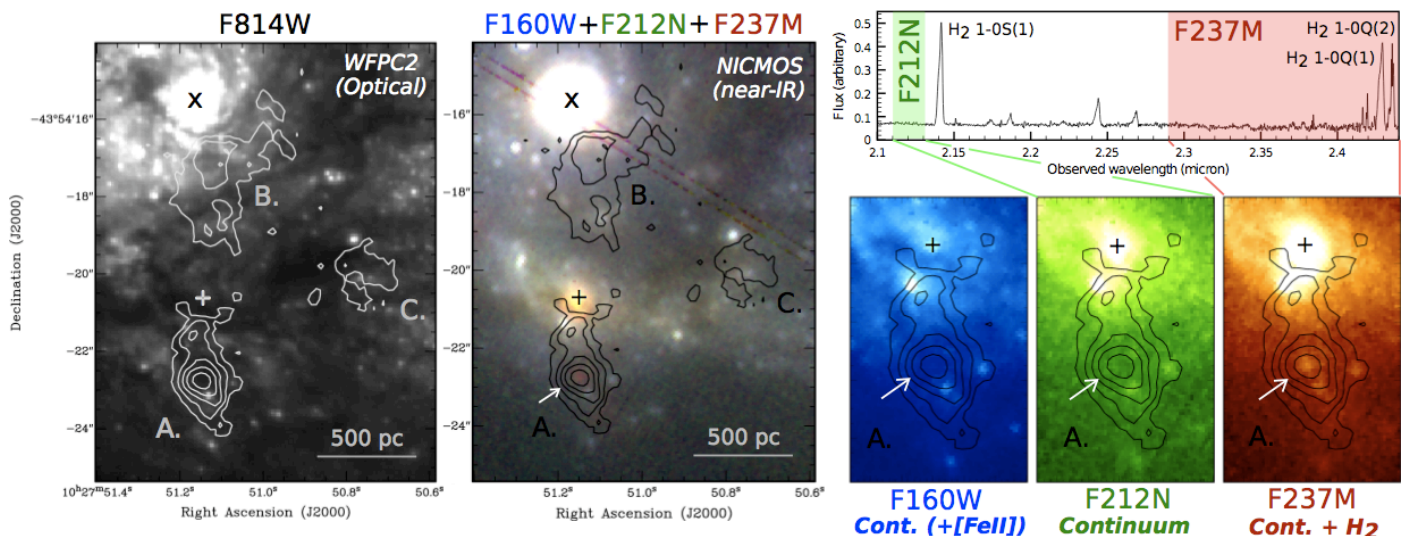 F814W
WFPC2
(Optical)
x
B.
C.
+
A.
500 pc
−43°54'16"
−18"
−20"
−22"
−24"
Declination (J2000)
10ʰ27ᵐ51.4ˢ
51.2ˢ
51.0ˢ
50.8ˢ
50.6ˢ
Right Ascension (J2000)
F160W+F212N+F237M
NICMOS
(near-IR)
x
B.
C.
+
A.
500 pc
−16"
−18"
−20"
−22"
−24"
51.2ˢ
51.0ˢ
50.8ˢ
50.6ˢ
Right Ascension (J2000)
Flux (arbitrary)
0.5
0.4
0.3
0.2
0.1
0
F212N
H₂ 1-0S(1)
F237M
H₂ 1-0Q(2)
H₂ 1-0Q(1)
2.1
2.15
2.2
2.25
2.3
2.35
2.4
Observed wavelength (micron)
+
A.
F160W
Cont. (+[FeII])
+
A.
F212N
Continuum
+
A.
F237M
Cont. + H₂